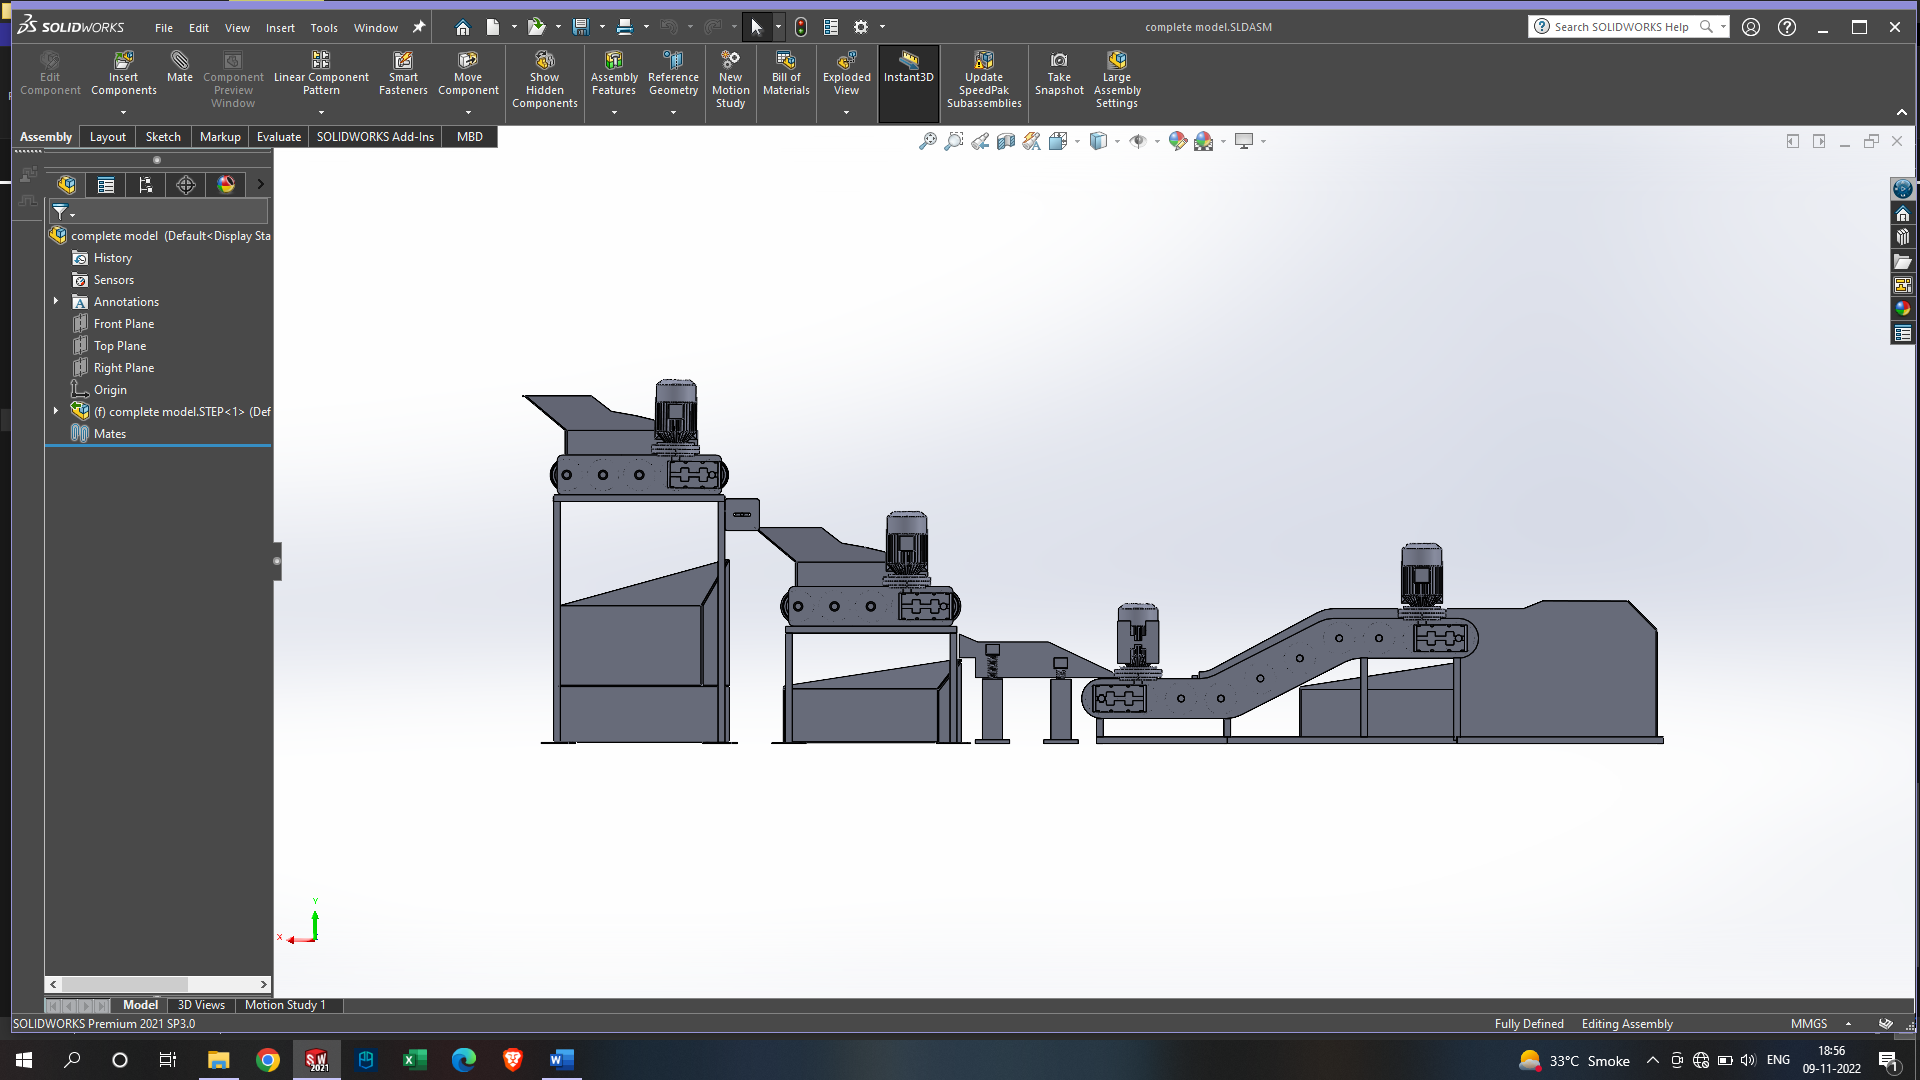 SOLIDWORKS File Edit View Insert Tools Window complete model.SLDASM Search SOLIDWORKS Help
Edit Component
Insert Components
Mate
Component Preview Window
Linear Component Pattern
Smart Fasteners
Move Component
Show Hidden Components
Assembly Features
Reference Geometry
New Motion Study
Bill of Materials
Exploded View
Instant3D
Update SpeedPak Subassemblies
Take Snapshot
Large Assembly Settings
Assembly Layout Sketch Markup Evaluate SOLIDWORKS Add-Ins MBD
complete model (Default<Display Sta
History
Sensors
Annotations
Front Plane
Top Plane
Right Plane
Origin
(f) complete model.STEP<1> (Def
Mates
Y
X
Model 3D Views Motion Study 1
SOLIDWORKS Premium 2021 SP3.0 Fully Defined Editing Assembly MMGS
33°C Smoke ENG 18:56
09-11-2022